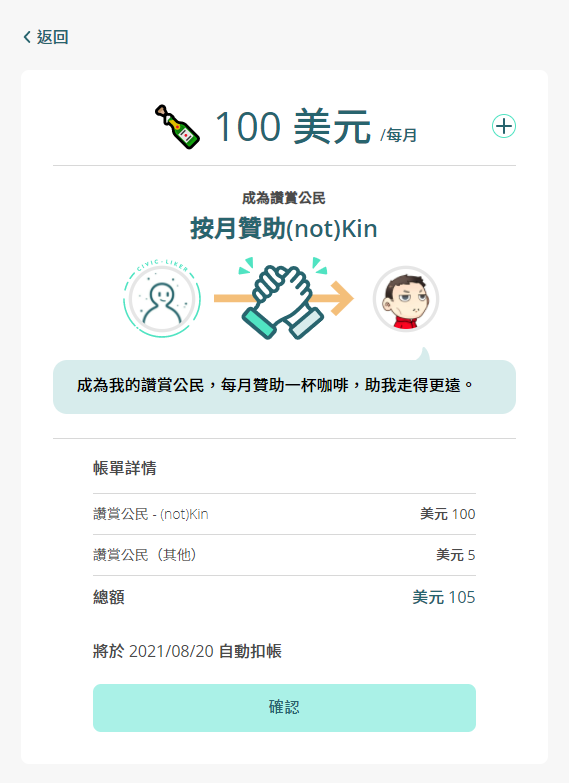 返回
100 美元 /每月
成為讚賞公民
按月贊助(not)Kin
CIVIC · LIKER
成為我的讚賞公民，每月贊助一杯咖啡，助我走得更遠。
帳單詳情
讚賞公民 - (not)Kin 美元 100
讚賞公民（其他） 美元 5
總額 美元 105
將於 2021/08/20 自動扣帳
確認